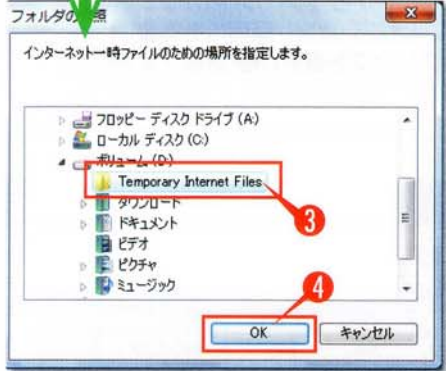 フォルダの参照
インターネット一時ファイルのための場所を指定します。
フロッピー ディスク ドライブ (A:)
ローカル ディスク (C:)
ボリューム (D:)
Temporary Internet Files
ダウンロード
3
ドキュメント
ビデオ
ピクチャ
ミュージック
4
OK
キャンセル